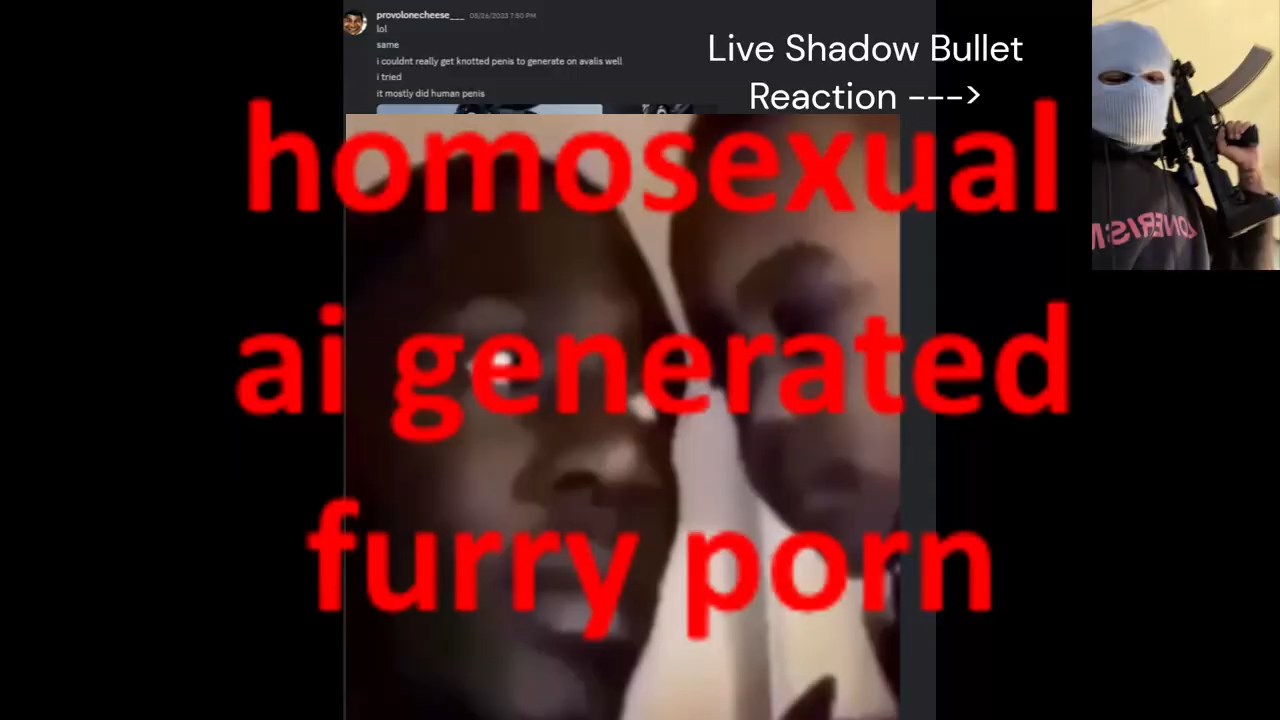 provolonecheese___ 05/26/2023 7:50 PM
lol
same
i couldnt really get knotted penis to generate on avalis well
i tried
it mostly did human penis
Live Shadow Bullet
Reaction --->
homosexual
ai generated
furry porn